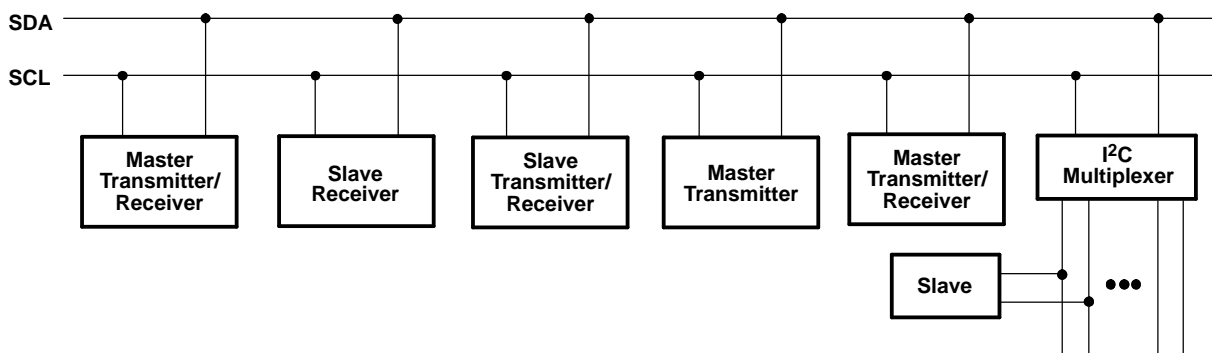 SDA
SCL
Master
Transmitter/
Receiver
Slave
Receiver
Slave
Transmitter/
Receiver
Master
Transmitter
Master
Transmitter/
Receiver
I²C
Multiplexer
Slave